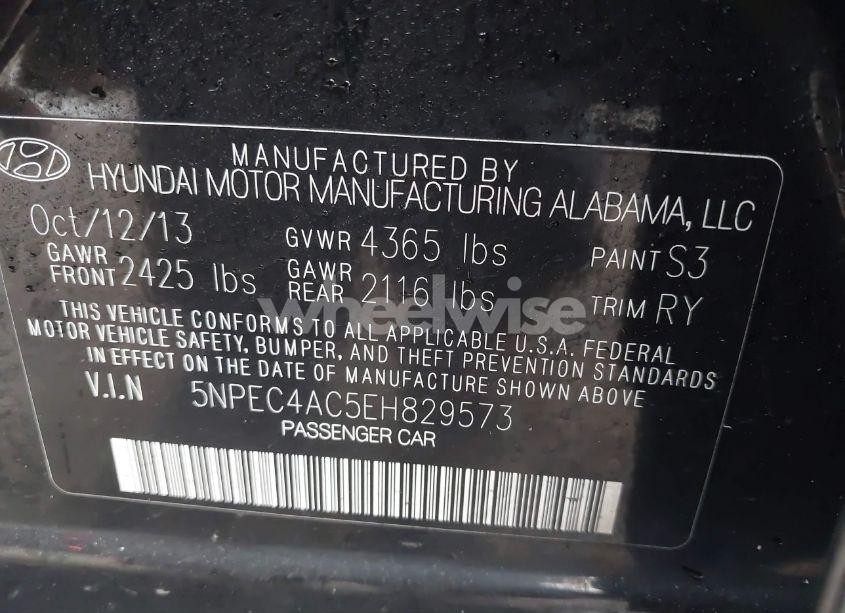 MANUFACTURED BY
HYUNDAI MOTOR MANUFACTURING ALABAMA, LLC
Oct/12/13 GVWR 4365 lbs PAINT S3
GAWR FRONT 2425 lbs GAWR REAR 2116 lbs TRIM RY
wheelwise
THIS VEHICLE CONFORMS TO ALL APPLICABLE U.S.A. FEDERAL
MOTOR VEHICLE SAFETY, BUMPER, AND THEFT PREVENTION STANDARDS
IN EFFECT ON THE DATE OF MANUFACTURE SHOWN ABOVE
V.I.N 5NPEC4AC5EH829573
PASSENGER CAR